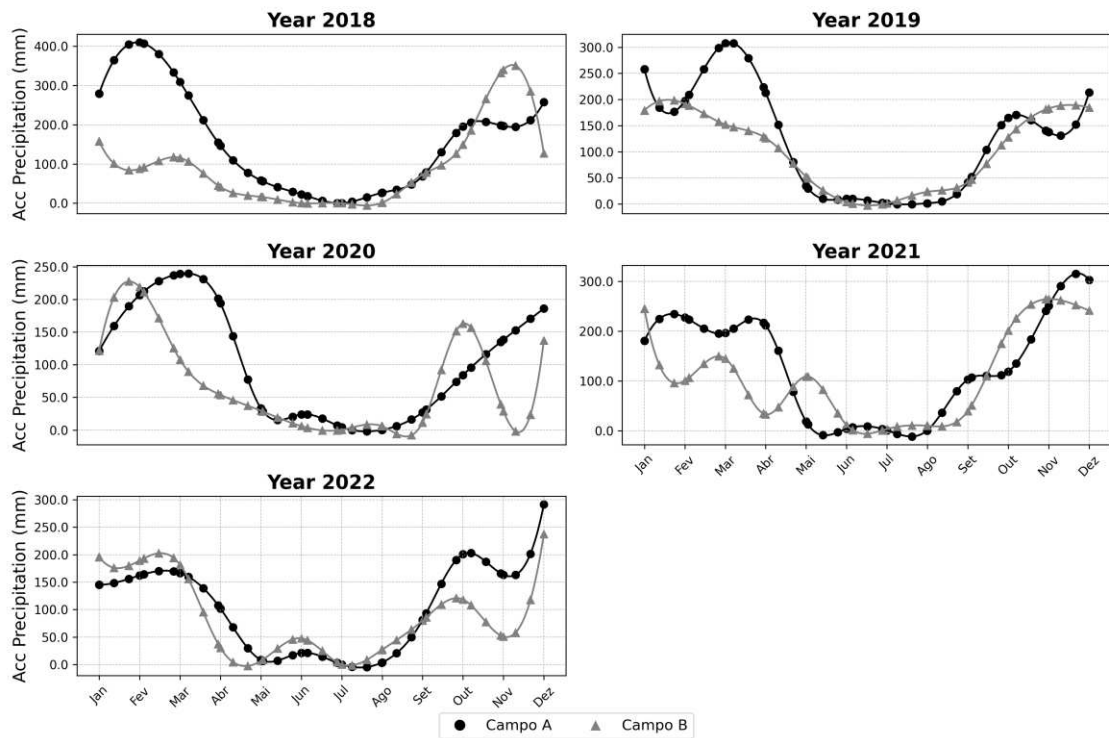 Year 2018
Acc Precipitation (mm)
400.0
300.0
200.0
100.0
0.0
Year 2019
300.0
250.0
200.0
150.0
100.0
50.0
0.0
Year 2020
Acc Precipitation (mm)
250.0
200.0
150.0
100.0
50.0
0.0
Year 2021
300.0
200.0
100.0
0.0
Jan Fev Mar Abr Mai Jun Jul Ago Set Out Nov Dez
Year 2022
Acc Precipitation (mm)
300.0
250.0
200.0
150.0
100.0
50.0
0.0
Jan Fev Mar Abr Mai Jun Jul Ago Set Out Nov Dez
Campo A Campo B